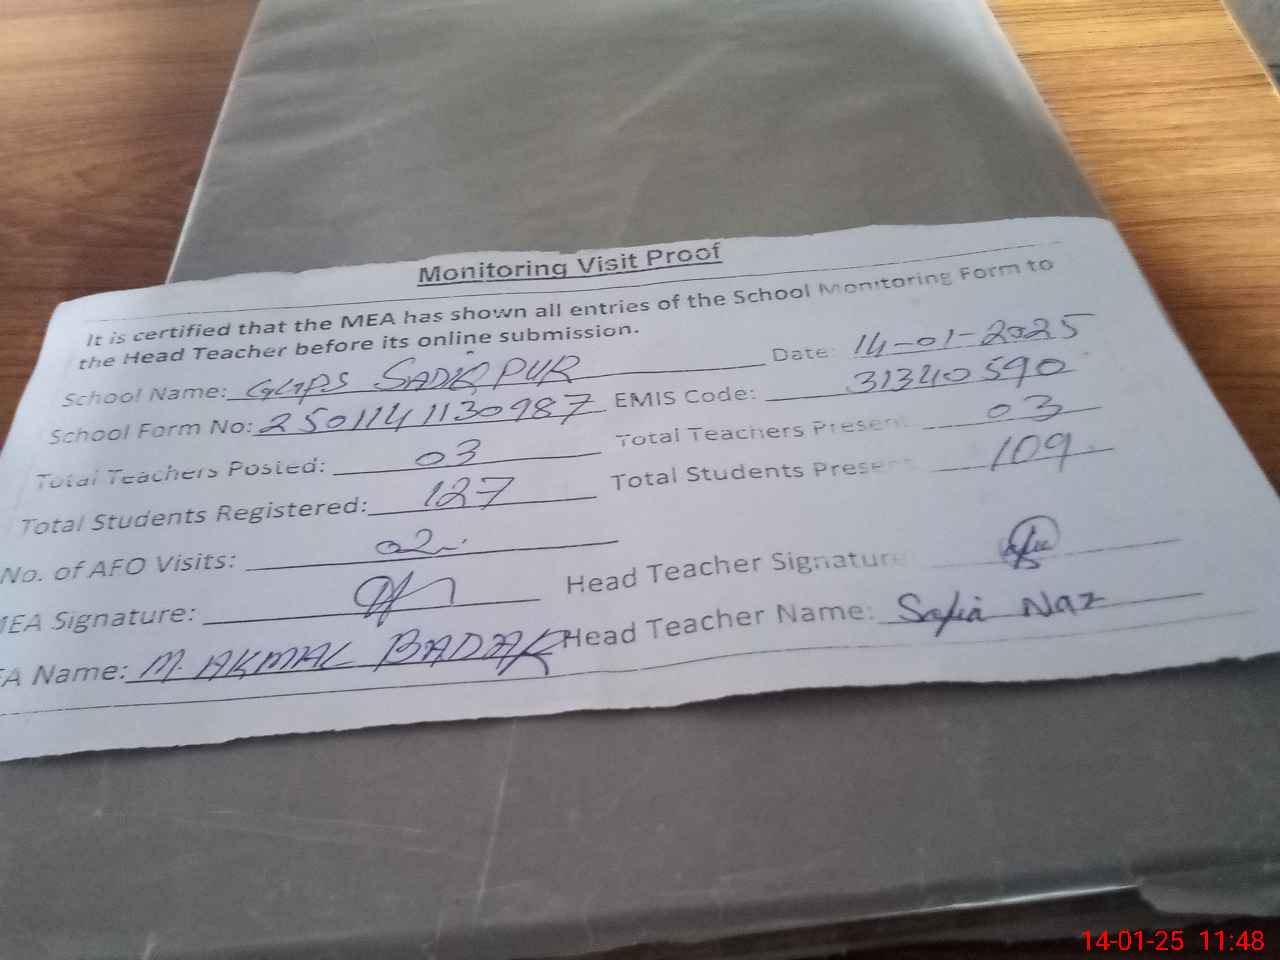 Monitoring Visit Proof
It is certified that the MEA has shown all entries of the School Monitoring Form to
the Head Teacher before its online submission.
School Name: GGPS SADIQ PUR Date: 14-01-2025
School Form No: 2501141130987 EMIS Code: 31340590
Total Teachers Posted: 03 Total Teachers Present 03
Total Students Registered: 127 Total Students Prese 109
No. of AFO Visits: 02
MEA Signature: Head Teacher Signature
EA Name: M. AKMAL BADAR Head Teacher Name: Safia Naz
14-01-25 11:48